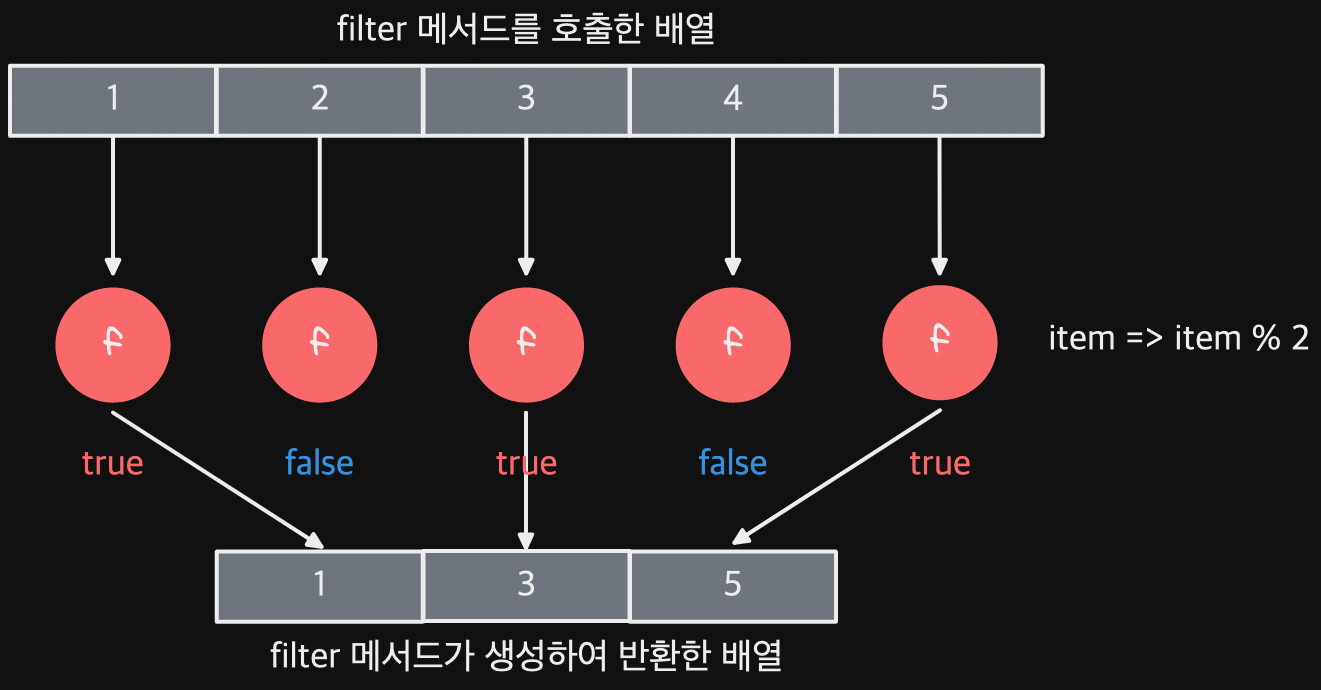 filter 메서드를 호출한 배열
1 2 3 4 5
f f f f f
item => item % 2
true false true false true
1 3 5
filter 메서드가 생성하여 반환한 배열